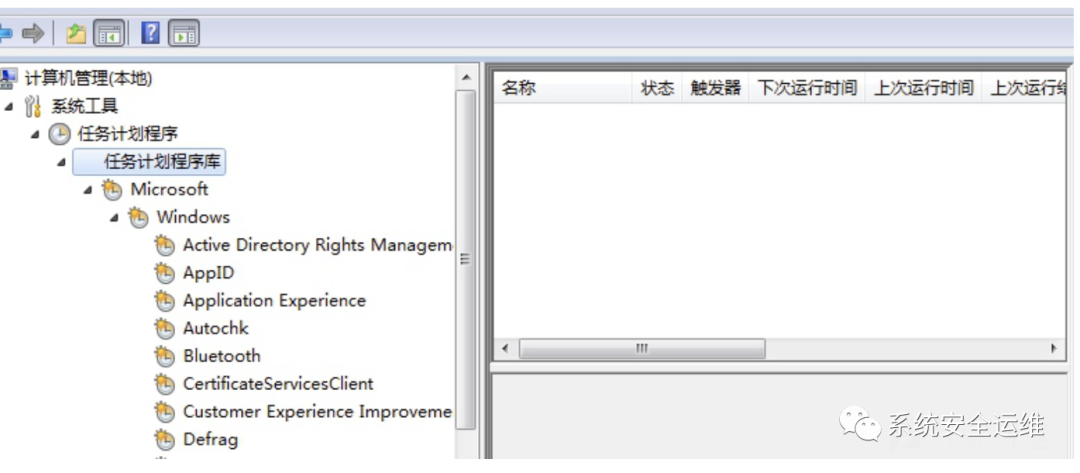 计算机管理(本地)
系统工具
任务计划程序
任务计划程序库
Microsoft
Windows
Active Directory Rights Managem
AppID
Application Experience
Autochk
Bluetooth
CertificateServicesClient
Customer Experience Improveme
Defrag
名称 状态 触发器 下次运行时间 上次运行时间 上次运行结
系统安全运维